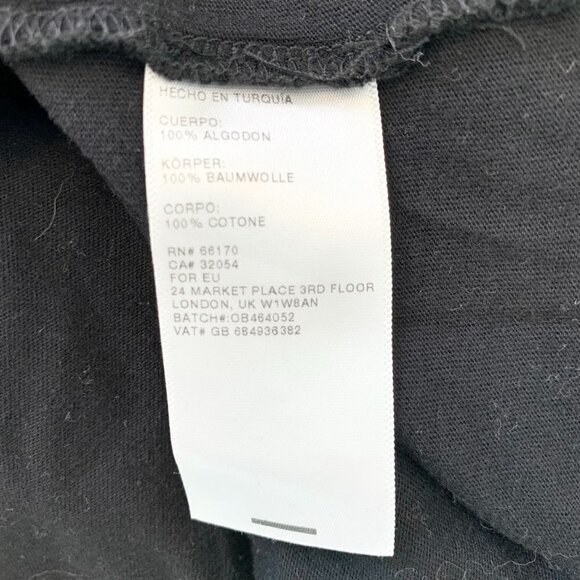 HECHO EN TURQUÍA
CUERPO:
100% ALGODON
KÖRPER:
100% BAUMWOLLE
CORPO:
100% COTONE
RN# 66170
CA# 32054
FOR EU
24 MARKET PLACE 3RD FLOOR
LONDON, UK W1W8AN
BATCH#:OB464052
VAT# GB 684936382